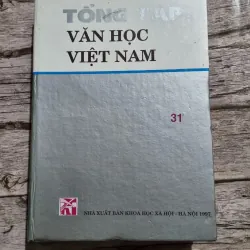 TỔNG
VĂN HỌC
VIỆT NAM
31
NHÀ XUẤT BẢN KHOA HỌC XÃ HỘI - HÀ NỘI 1997